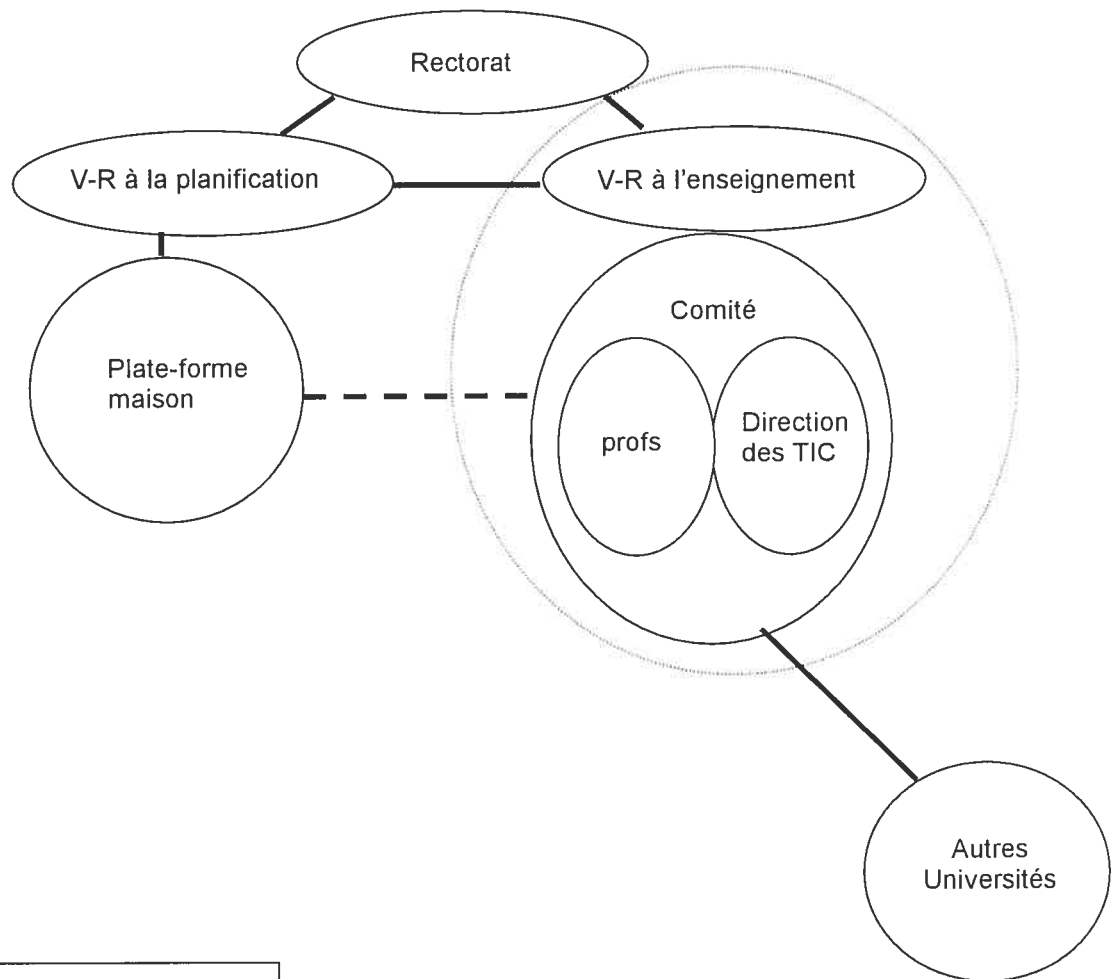 Rectorat
V-R à la planification
V-R à l'enseignement
Comité
Plate-forme
maison
profs
Direction
des TIC
Autres
Universités